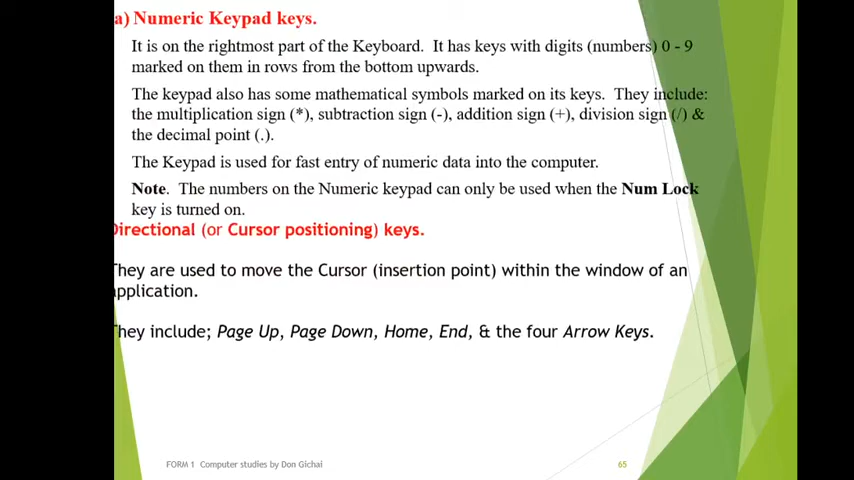 a) Numeric Keypad keys.
It is on the rightmost part of the Keyboard. It has keys with digits (numbers) 0 - 9
marked on them in rows from the bottom upwards.
The keypad also has some mathematical symbols marked on its keys. They include:
the multiplication sign (*), subtraction sign (-), addition sign (+), division sign (/) &
the decimal point (.).
The Keypad is used for fast entry of numeric data into the computer.
Note. The numbers on the Numeric keypad can only be used when the Num Lock
key is turned on.
Directional (or Cursor positioning) keys.
They are used to move the Cursor (insertion point) within the window of an
application.
They include; Page Up, Page Down, Home, End, & the four Arrow Keys.
FORM 1 Computer studies by Don Gichai
65